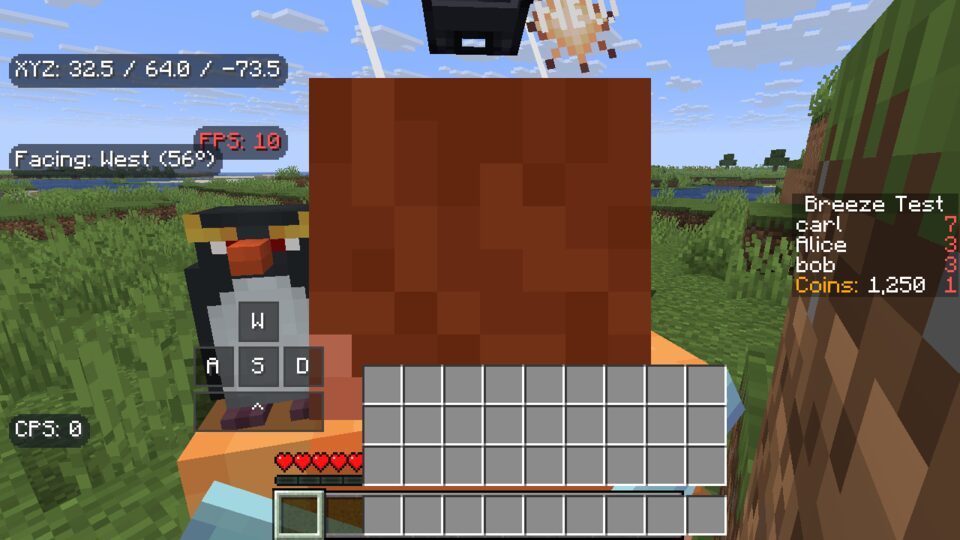 XYZ: 32.5 / 64.0 / -73.5
FPS: 10
Facing: West (56°)
Breeze Test
carl 7
Alice 3
bob 3
Coins: 1,250 1
W
A S D
^
CPS: 0